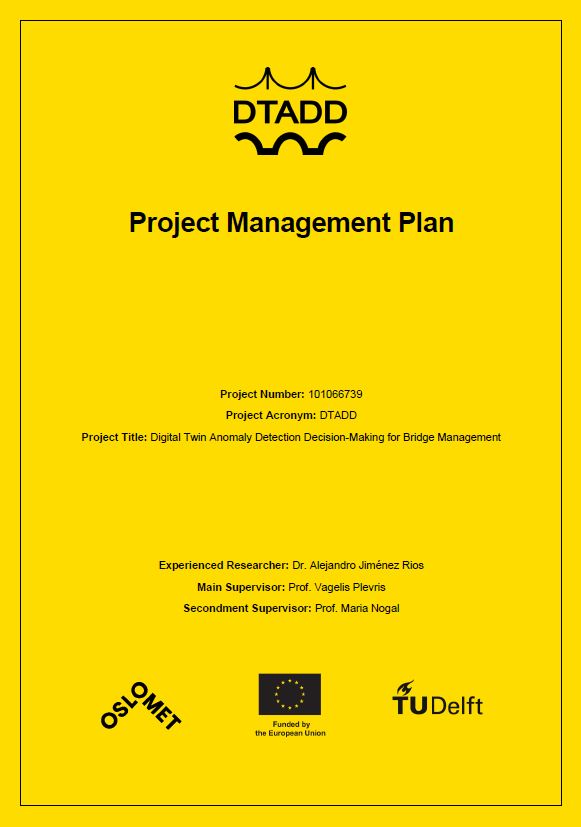 DTADD
Project Management Plan
Project Number: 101066739
Project Acronym: DTADD
Project Title: Digital Twin Anomaly Detection Decision-Making for Bridge Management
Experienced Researcher: Dr. Alejandro Jiménez Rios
Main Supervisor: Prof. Vagelis Plevris
Secondment Supervisor: Prof. Maria Nogal
OSLOMET
Funded by
the European Union
TUDelft